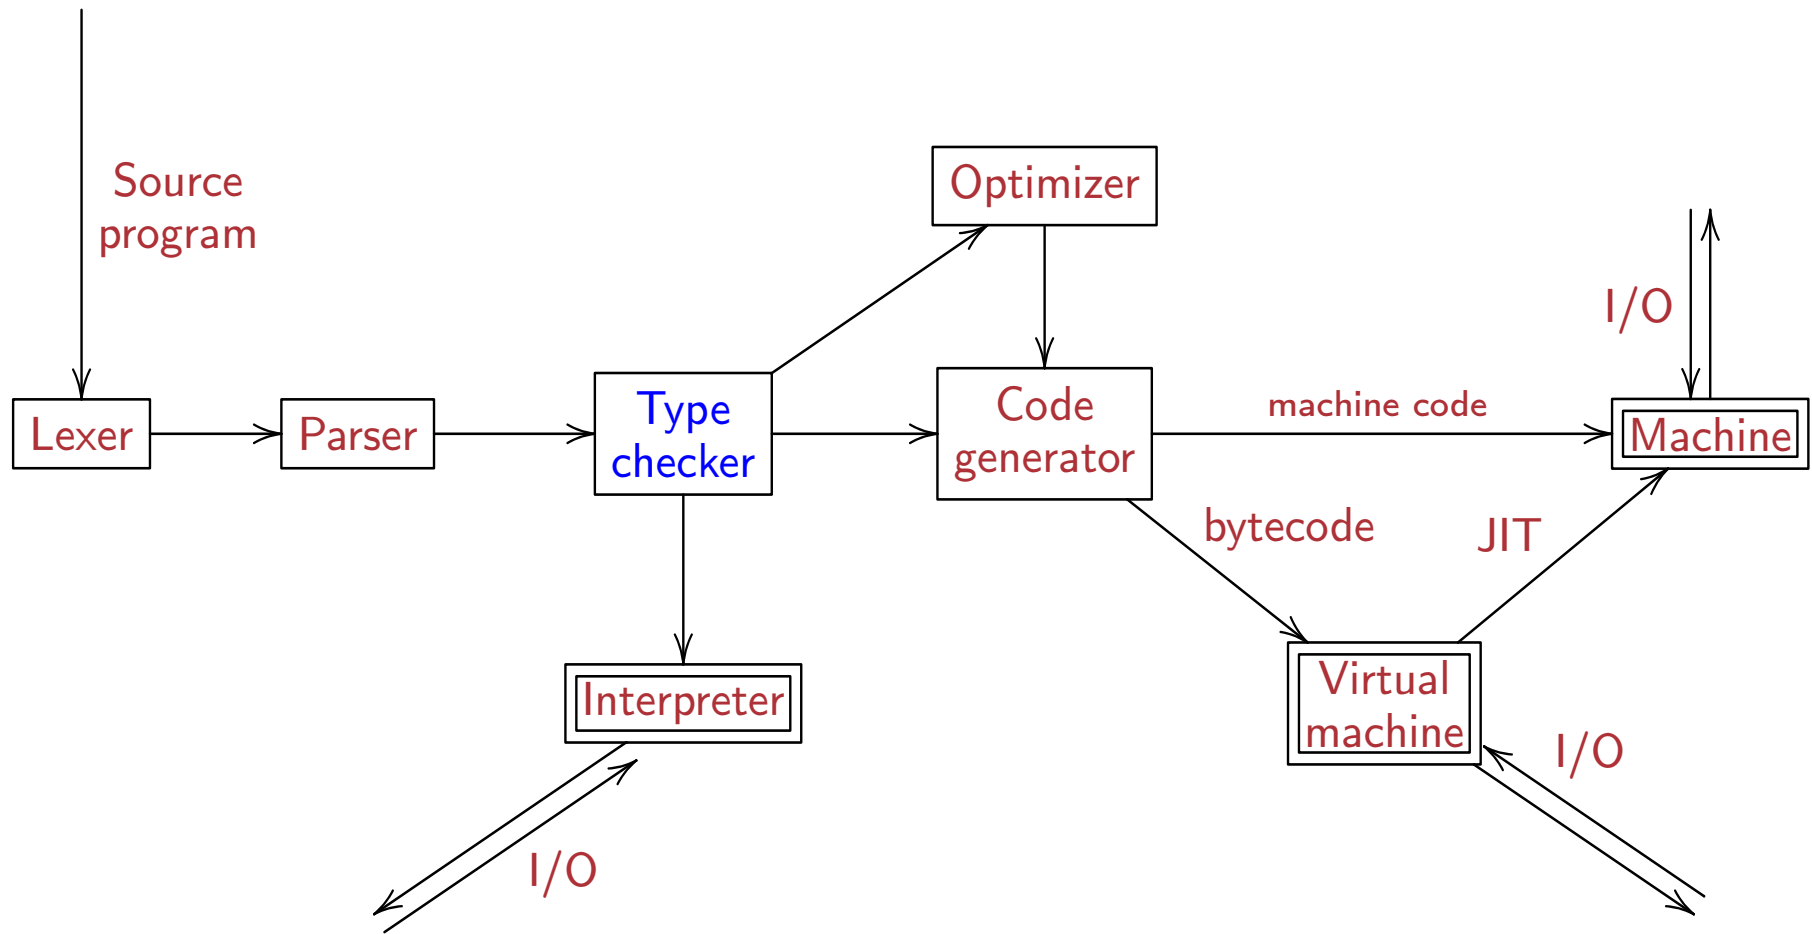 Source
program
Optimizer
I/O
Lexer
Parser
Type
checker
Code
generator
machine code
Machine
bytecode
JIT
Interpreter
Virtual
machine
I/O
I/O